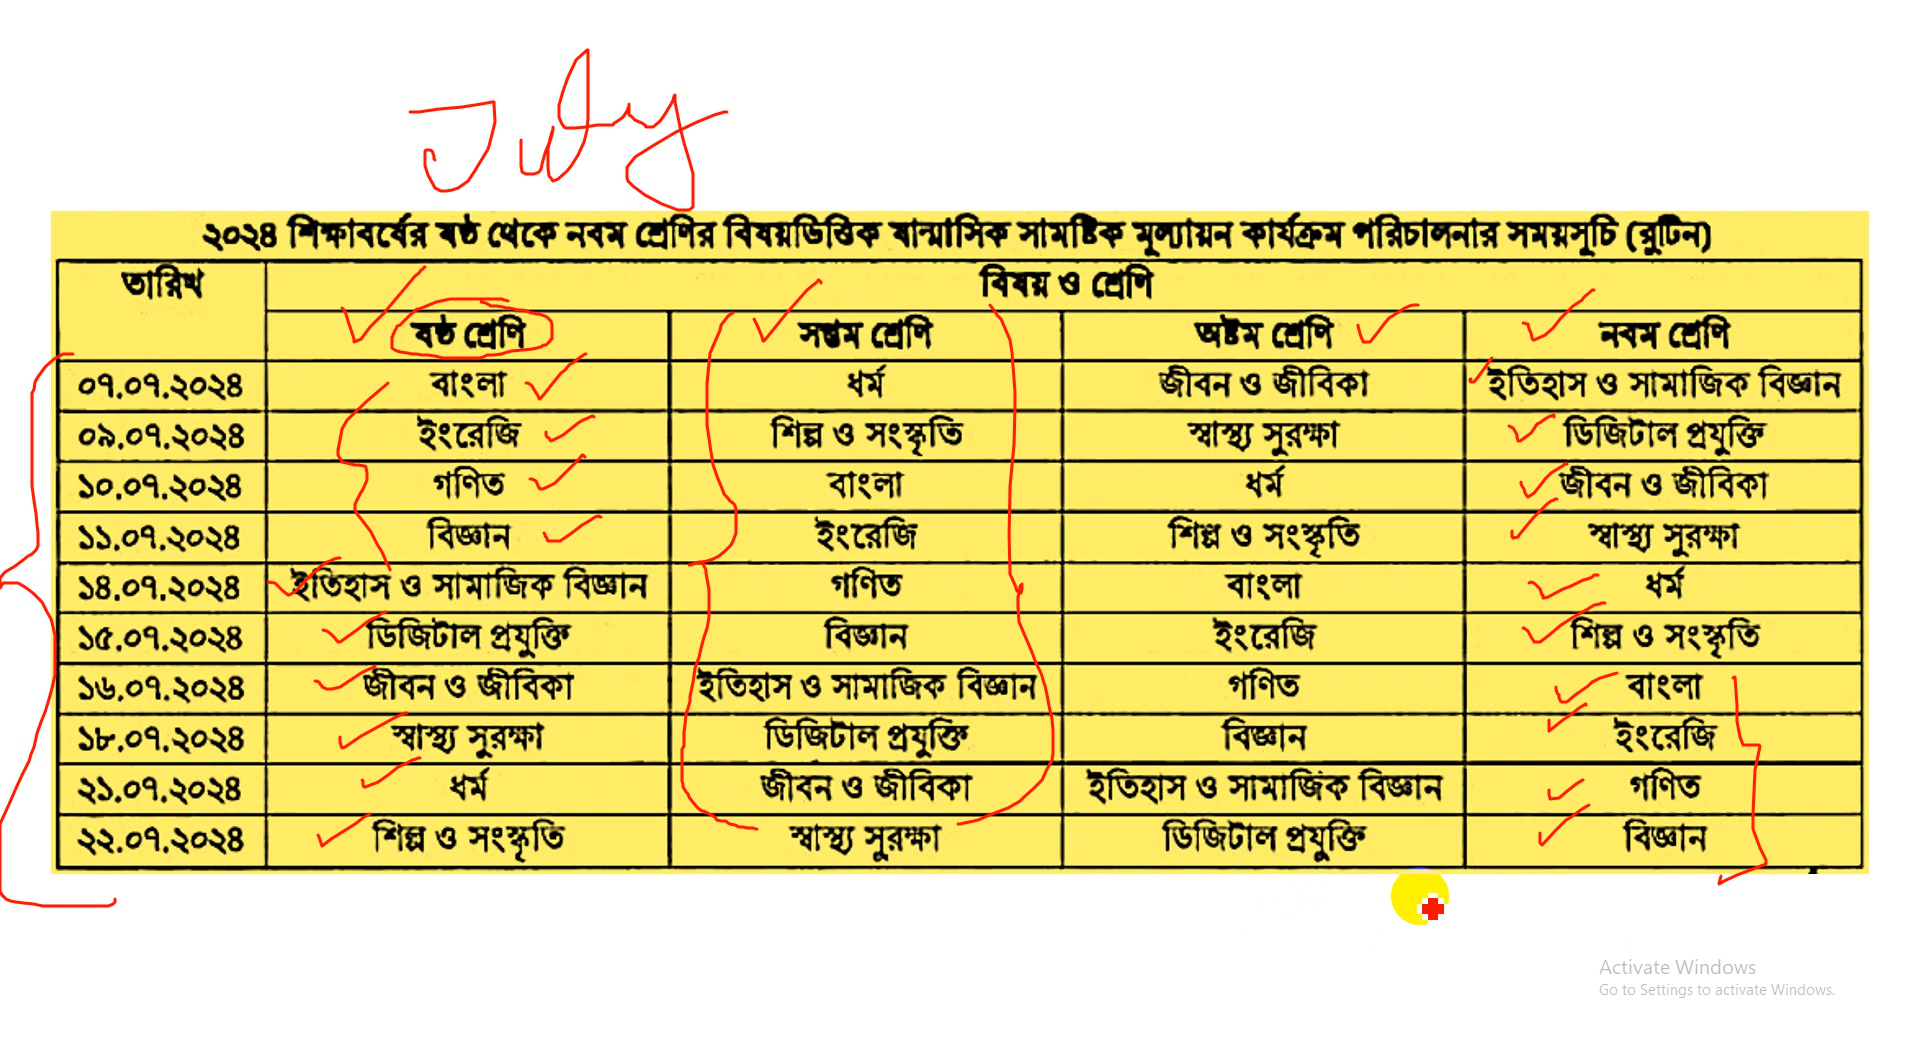 July
২০২৪ শিক্ষাবর্ষের ষষ্ঠ থেকে নবম শ্রেণির বিষয়ভিত্তিক ষান্মাসিক সামষ্টিক মূল্যায়ন কার্যক্রম পরিচালনার সময়সূচি (রুটিন)
তারিখ বিষয় ও শ্রেণি
ষষ্ঠ শ্রেণি সপ্তম শ্রেণি অষ্টম শ্রেণি নবম শ্রেণি
০৭.০৭.২০২৪ বাংলা ধর্ম জীবন ও জীবিকা ইতিহাস ও সামাজিক বিজ্ঞান
০৯.০৭.২০২৪ ইংরেজি শিল্প ও সংস্কৃতি স্বাস্থ্য সুরক্ষা ডিজিটাল প্রযুক্তি
১০.০৭.২০২৪ গণিত বাংলা ধর্ম জীবন ও জীবিকা
১১.০৭.২০২৪ বিজ্ঞান ইংরেজি শিল্প ও সংস্কৃতি স্বাস্থ্য সুরক্ষা
১৪.০৭.২০২৪ ইতিহাস ও সামাজিক বিজ্ঞান গণিত বাংলা ধর্ম
১৫.০৭.২০২৪ ডিজিটাল প্রযুক্তি বিজ্ঞান ইংরেজি শিল্প ও সংস্কৃতি
১৬.০৭.২০২৪ জীবন ও জীবিকা ইতিহাস ও সামাজিক বিজ্ঞান গণিত বাংলা
১৮.০৭.২০২৪ স্বাস্থ্য সুরক্ষা ডিজিটাল প্রযুক্তি বিজ্ঞান ইংরেজি
২১.০৭.২০২৪ ধর্ম জীবন ও জীবিকা ইতিহাস ও সামাজিক বিজ্ঞান গণিত
২২.০৭.২০২৪ শিল্প ও সংস্কৃতি স্বাস্থ্য সুরক্ষা ডিজিটাল প্রযুক্তি বিজ্ঞান
Activate Windows
Go to Settings to activate Windows.